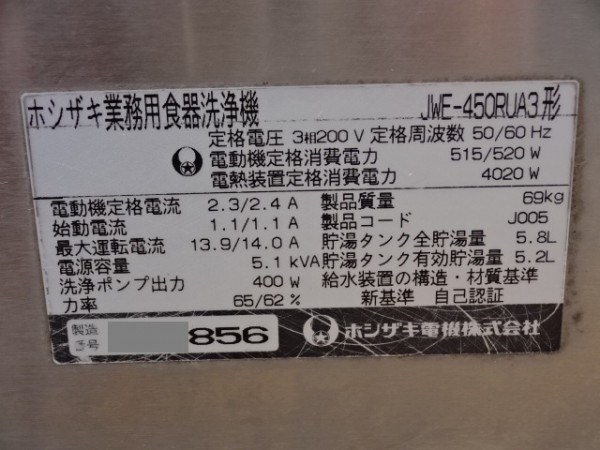 ホシザキ業務用食器洗浄機 JWE-450RUA3形
定格電圧 3相200V 定格周波数 50/60 Hz
電動機定格消費電力 515/520 W
電熱装置定格消費電力 4020 W
電動機定格電流 2.3/2.4 A 製品質量 69kg
始動電流 1.1/1.1 A 製品コード J005
最大運転電流 13.9/14.0 A 貯湯タンク全貯湯量 5.8L
電源容量 5.1 kVA 貯湯タンク有効貯湯量 5.2L
洗浄ポンプ出力 400 W 給水装置の構造・材質基準
力率 65/62% 新基準 自己認証
製造番号 856 ホシザキ電機株式会社